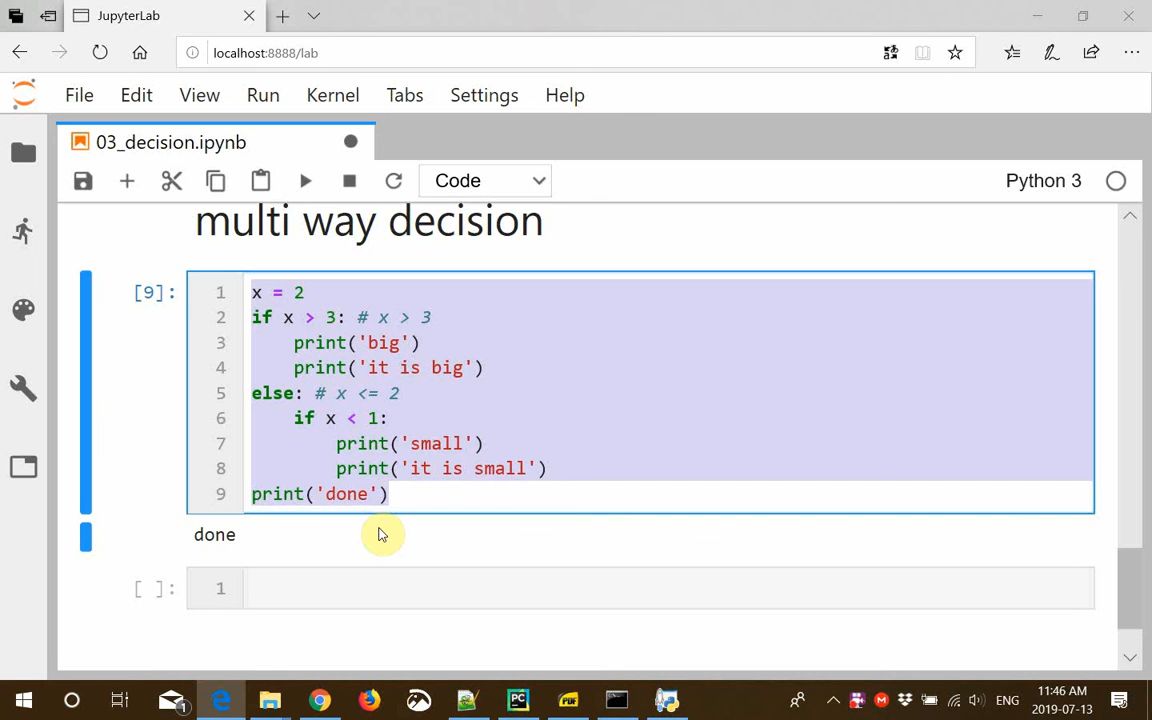 JupyterLab
localhost:8888/lab
File Edit View Run Kernel Tabs Settings Help
03_decision.ipynb
Code Python 3
multi way decision
[9]:
1 x = 2
2 if x > 3: # x > 3
3 print('big')
4 print('it is big')
5 else: # x <= 2
6 if x < 1:
7 print('small')
8 print('it is small')
9 print('done')
done
[ ]: 1
1 PC PDF ENG 11:46 AM
2019-07-13